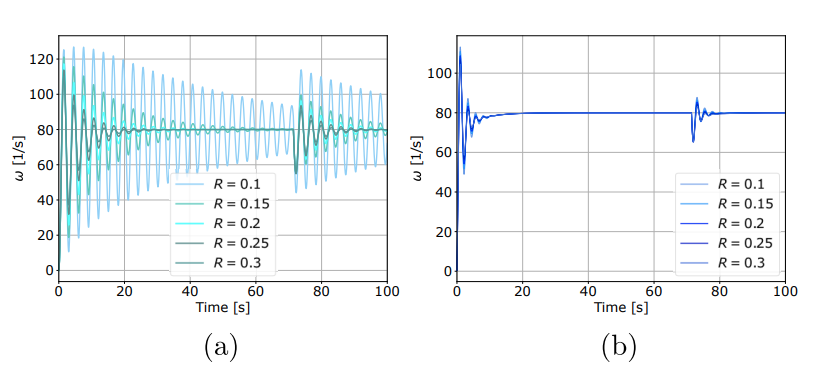 120
100
80
60
40
20
0
ω [1/s]
R = 0.1
R = 0.15
R = 0.2
R = 0.25
R = 0.3
0 20 40 60 80 100
Time [s]
(a)
100
80
60
40
20
0
ω [1/s]
R = 0.1
R = 0.15
R = 0.2
R = 0.25
R = 0.3
0 20 40 60 80 100
Time [s]
(b)